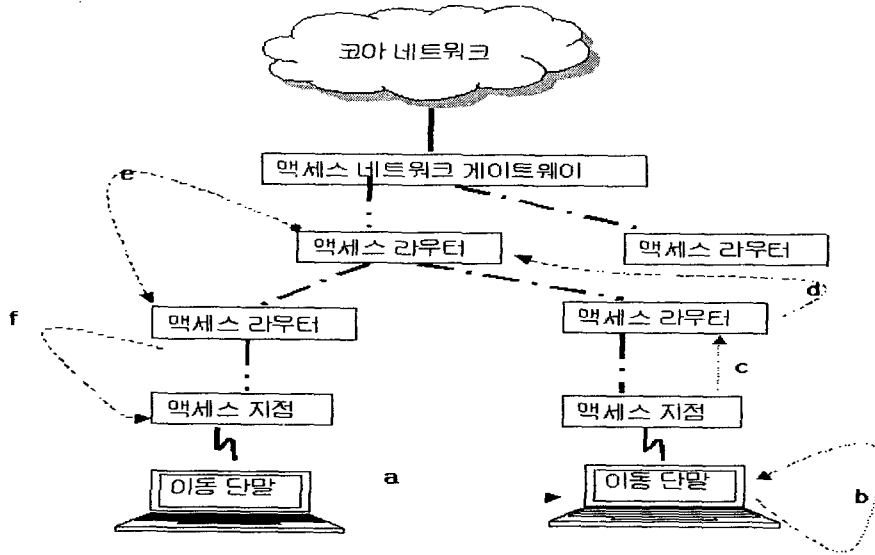 코아 네트워크
맥세스 네트워크 게이트웨이
e
맥세스 라우터
맥세스 라우터
d
f
맥세스 라우터
맥세스 라우터
c
맥세스 지점
맥세스 지점
이동 단말
a
이동 단말
b